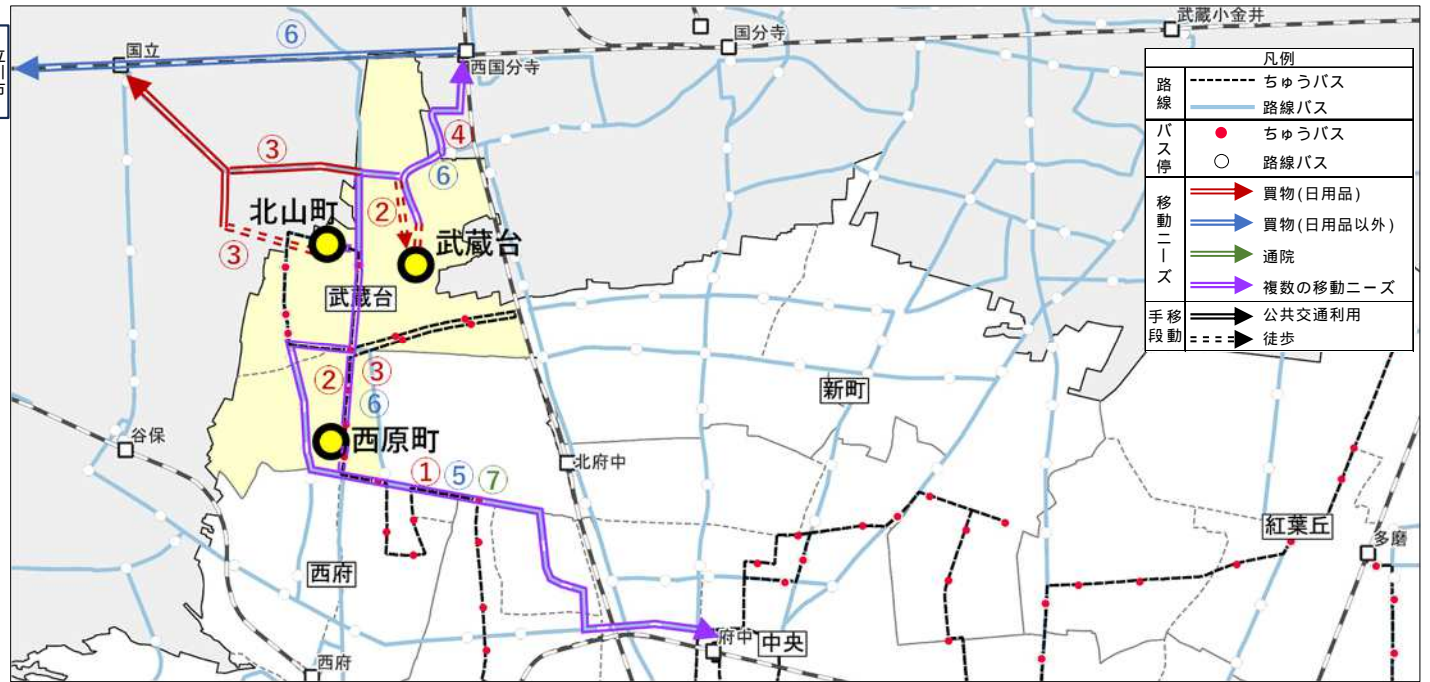 武蔵小金井
国分寺
⑥
国立
西国分寺
立川市
④
③
⑥
②
北山町
武蔵台
③
武蔵台
②
③
⑥
新町
西原町
谷保
北府中
①
⑤
⑦
紅葉丘
多磨
西府
府中
中央
西府
凡例
路線
ちゅうバス
路線バス
バス停
ちゅうバス
路線バス
移動ニーズ
買物(日用品)
買物(日用品以外)
通院
複数の移動ニーズ
移動手段
公共交通利用
徒歩